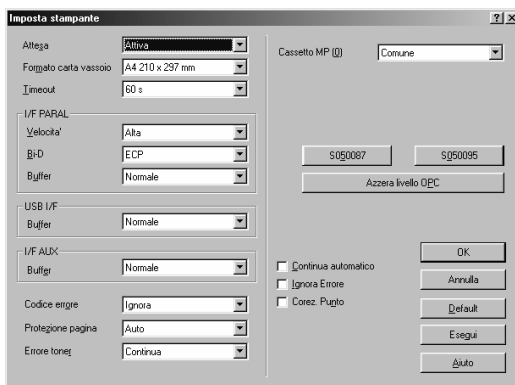 Imposta stampante
Attesa Attiva
Formato carta vassoio A4 210 x 297 mm
Timeout 60 s
I/F PARAL
Velocita' Alta
Bi-D ECP
Buffer Normale
USB I/F
Buffer Normale
I/F AUX
Buffer Normale
Codice errore Ignora
Protezione pagina Auto
Errore toner Continua
Cassetto MP (0) Comune
S050087 S050095
Azzera livello OPC
Continua automatico
Ignora Errore
Corez. Punto
OK
Annulla
Default
Esegui
Aiuto